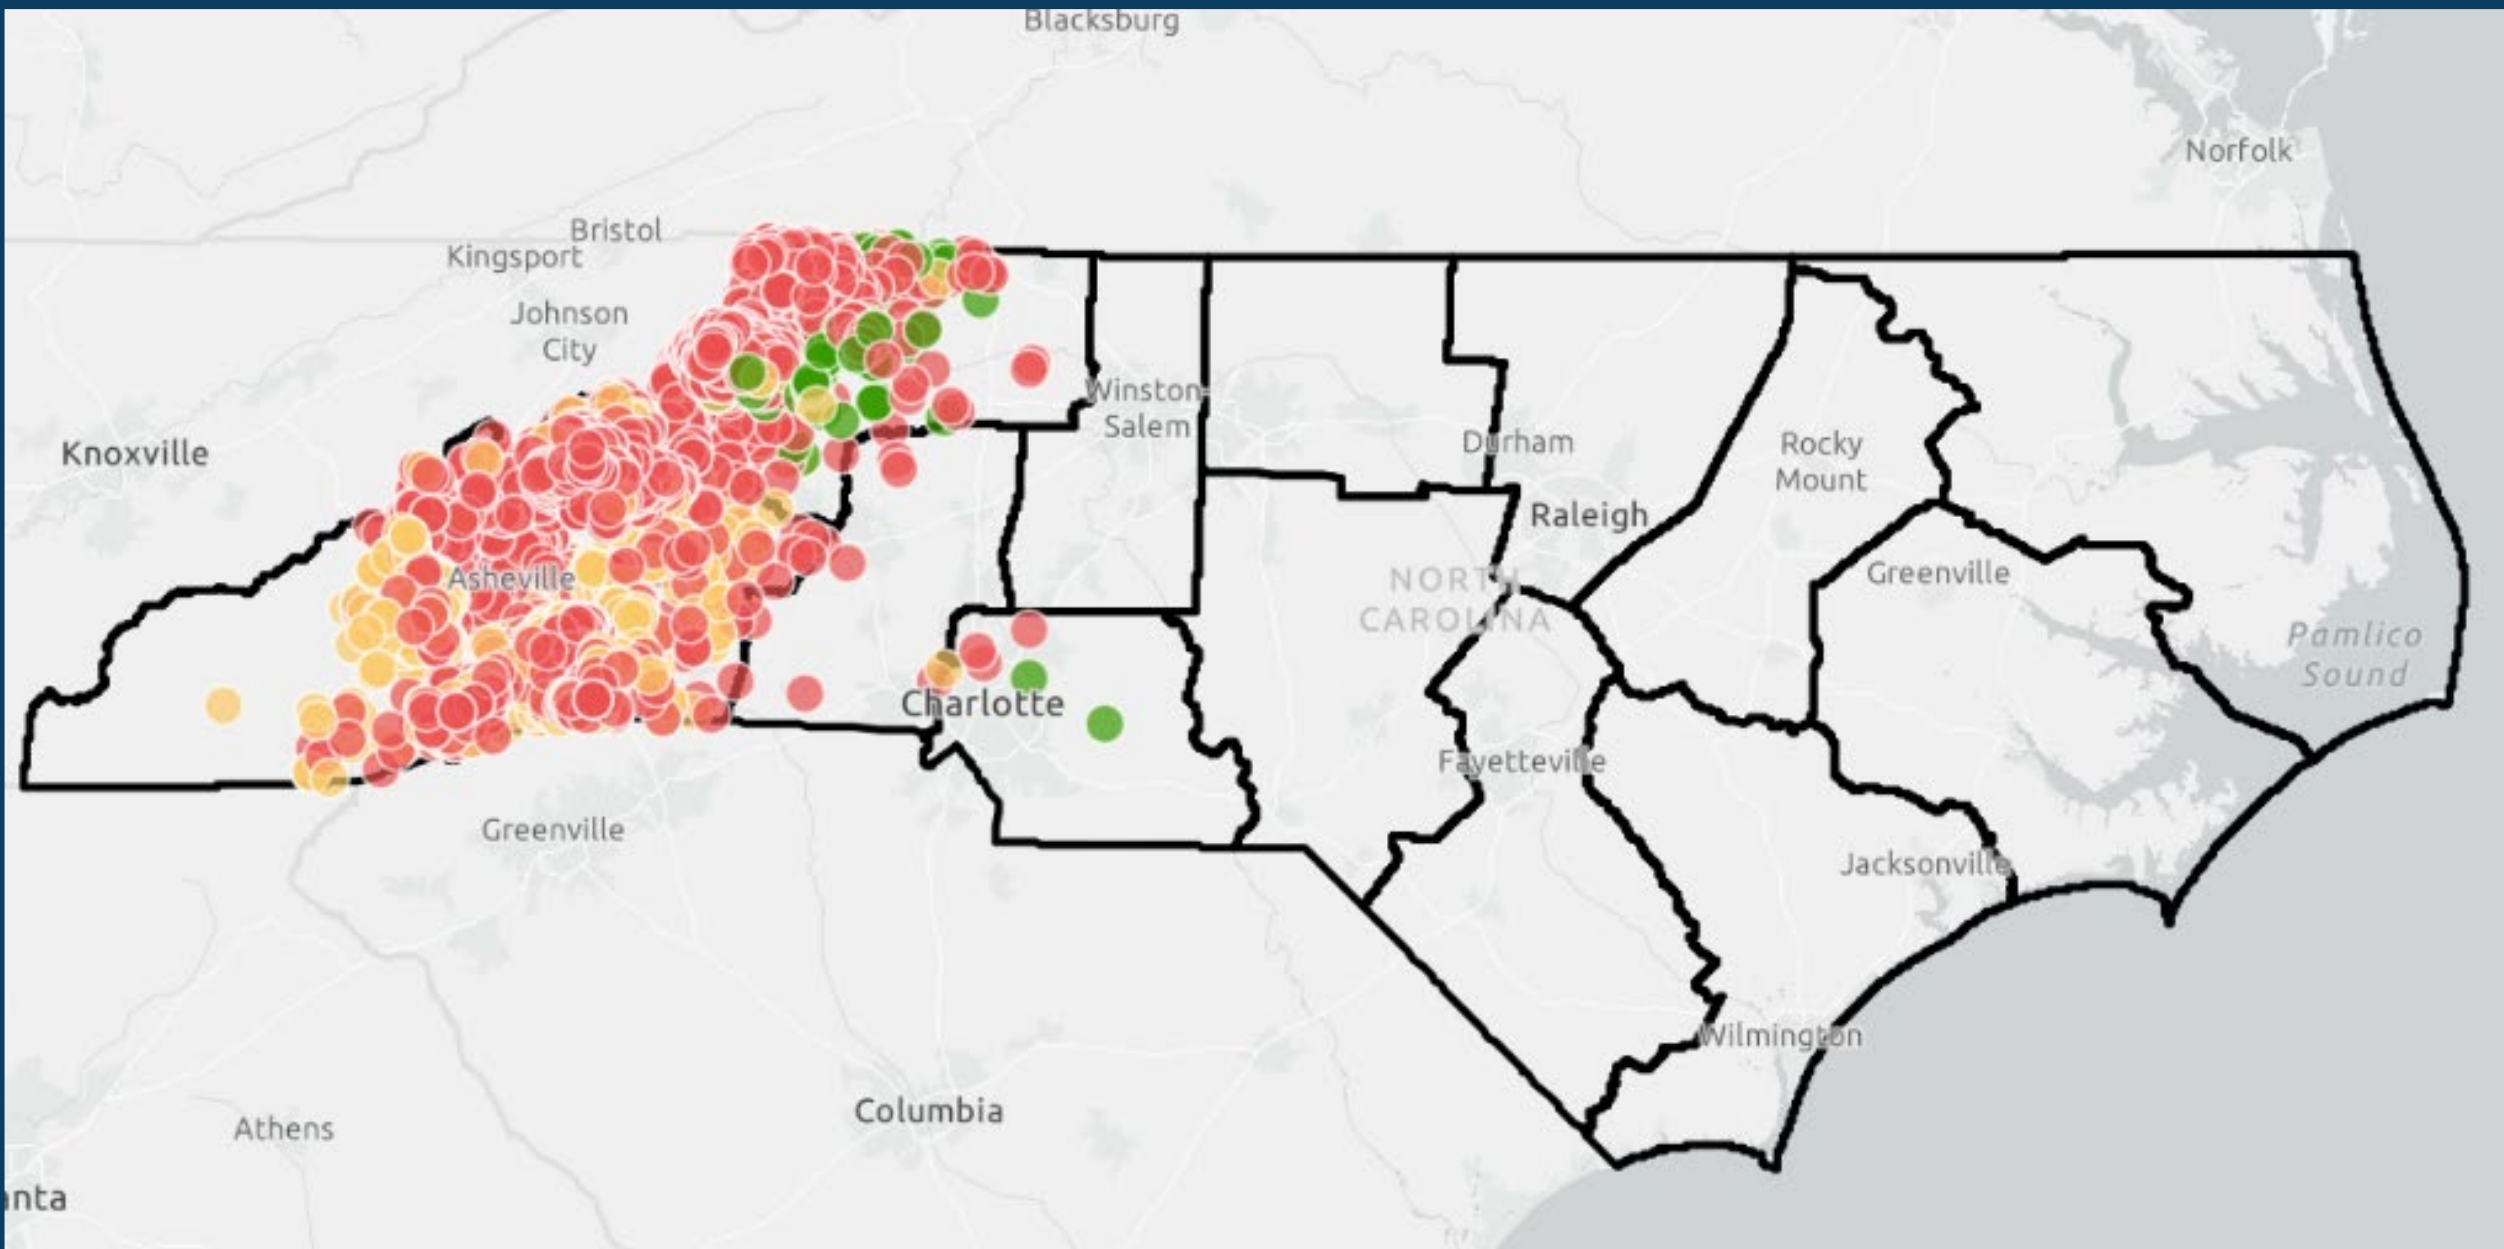 Blacksburg
Norfolk
Bristol
Kingsport
Johnson
City
Winston-
Salem
Knoxville
Durham
Rocky
Mount
Raleigh
Asheville
NORTH
CAROLINA
Greenville
Pamlico
Sound
Charlotte
Fayetteville
Greenville
Jacksonville
Wilmington
Columbia
Athens
anta